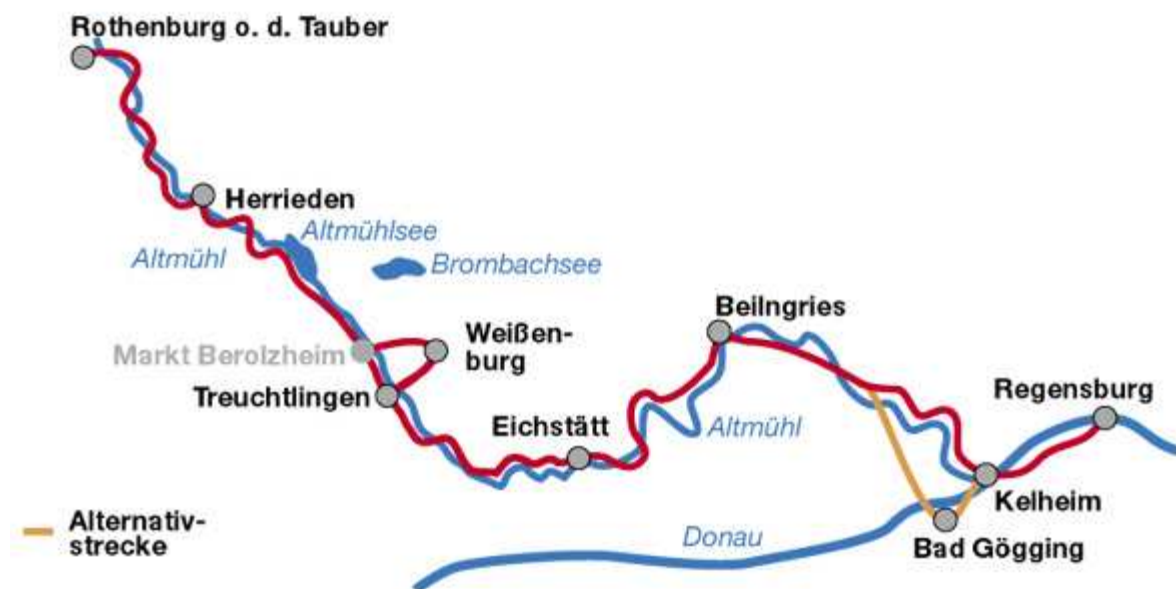 Rothenburg o. d. Tauber
Herrieden
Altmühlsee
Altmühl
Brombachsee
Beilngries
Weißen-
burg
Markt Berolzheim
Treuchtlingen
Regensburg
Eichstätt
Altmühl
Kelheim
Alternativ-
strecke
Donau
Bad Gögging